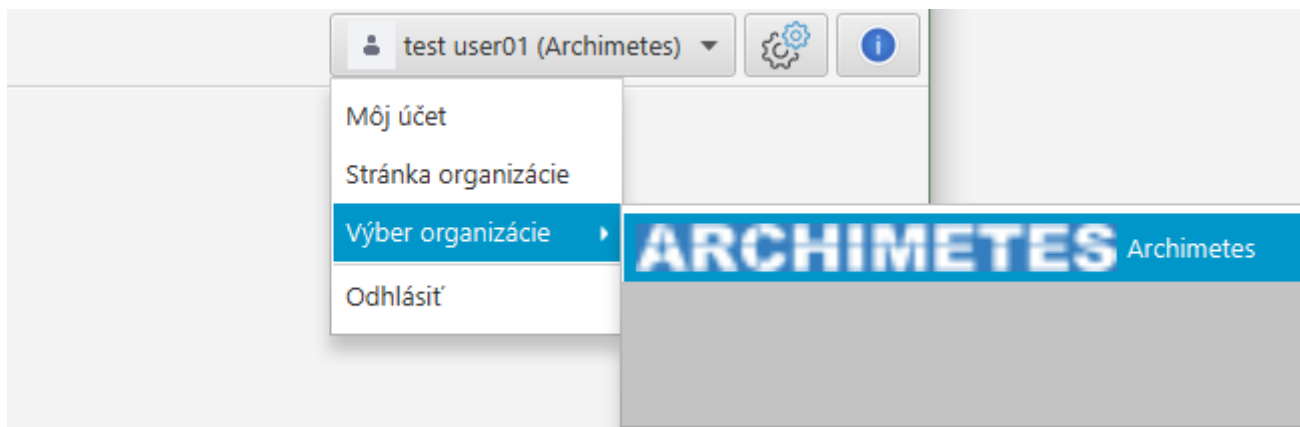 test user01 (Archimetes)
Môj účet
Stránka organizácie
Výber organizácie
ARCHIMETES Archimetes
Odhlásiť